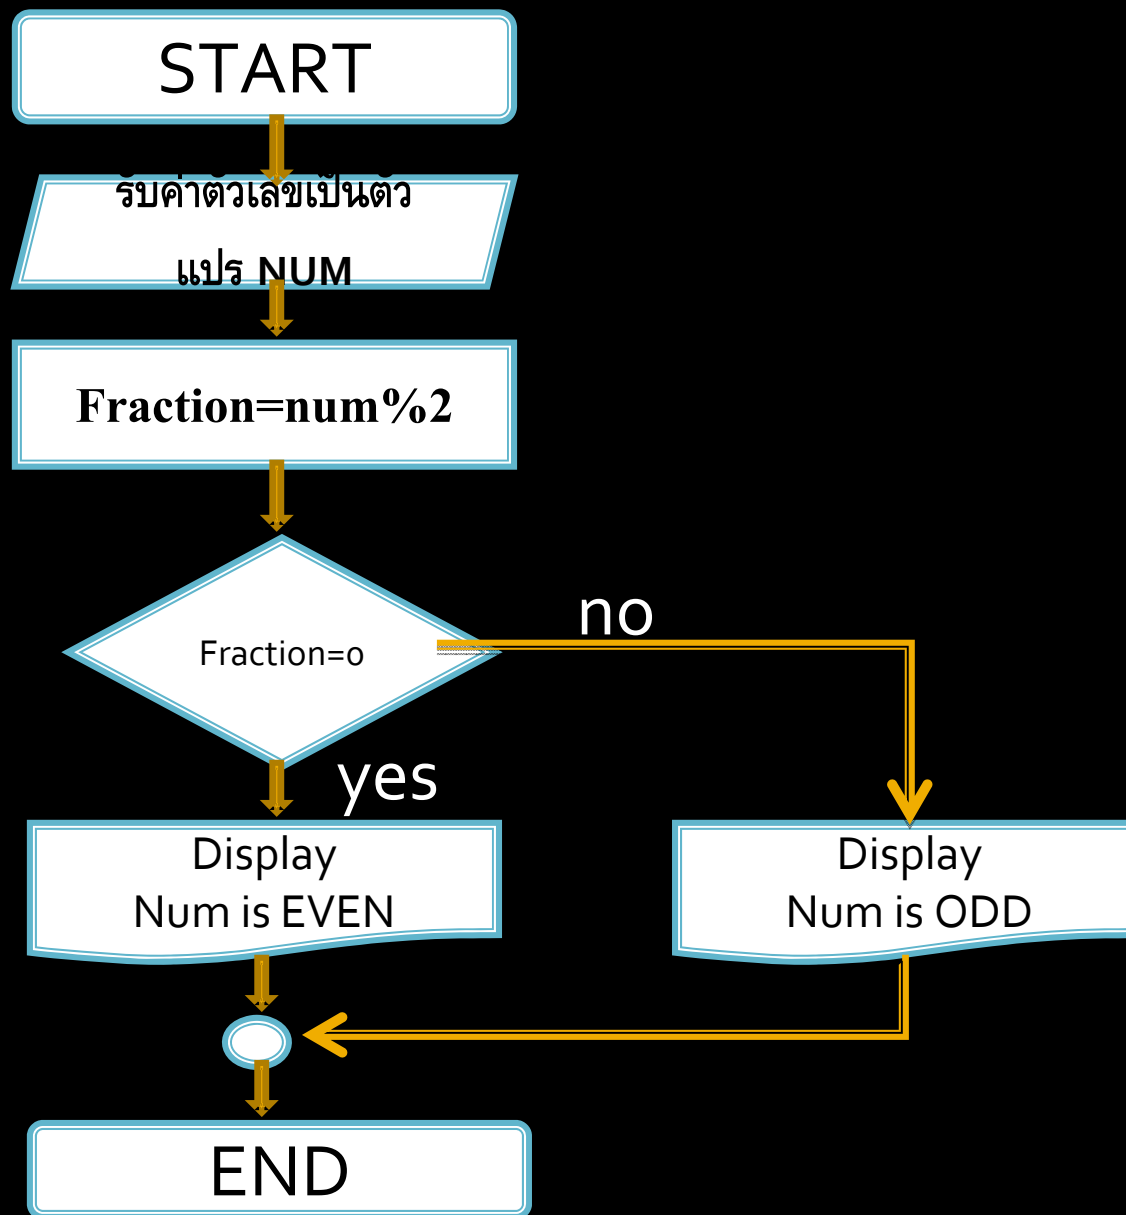 START
รับค่าตัวเลขเป็นตัว
แปร NUM
Fraction=num%2
Fraction=0
no
yes
Display
Num is EVEN
Display
Num is ODD
END